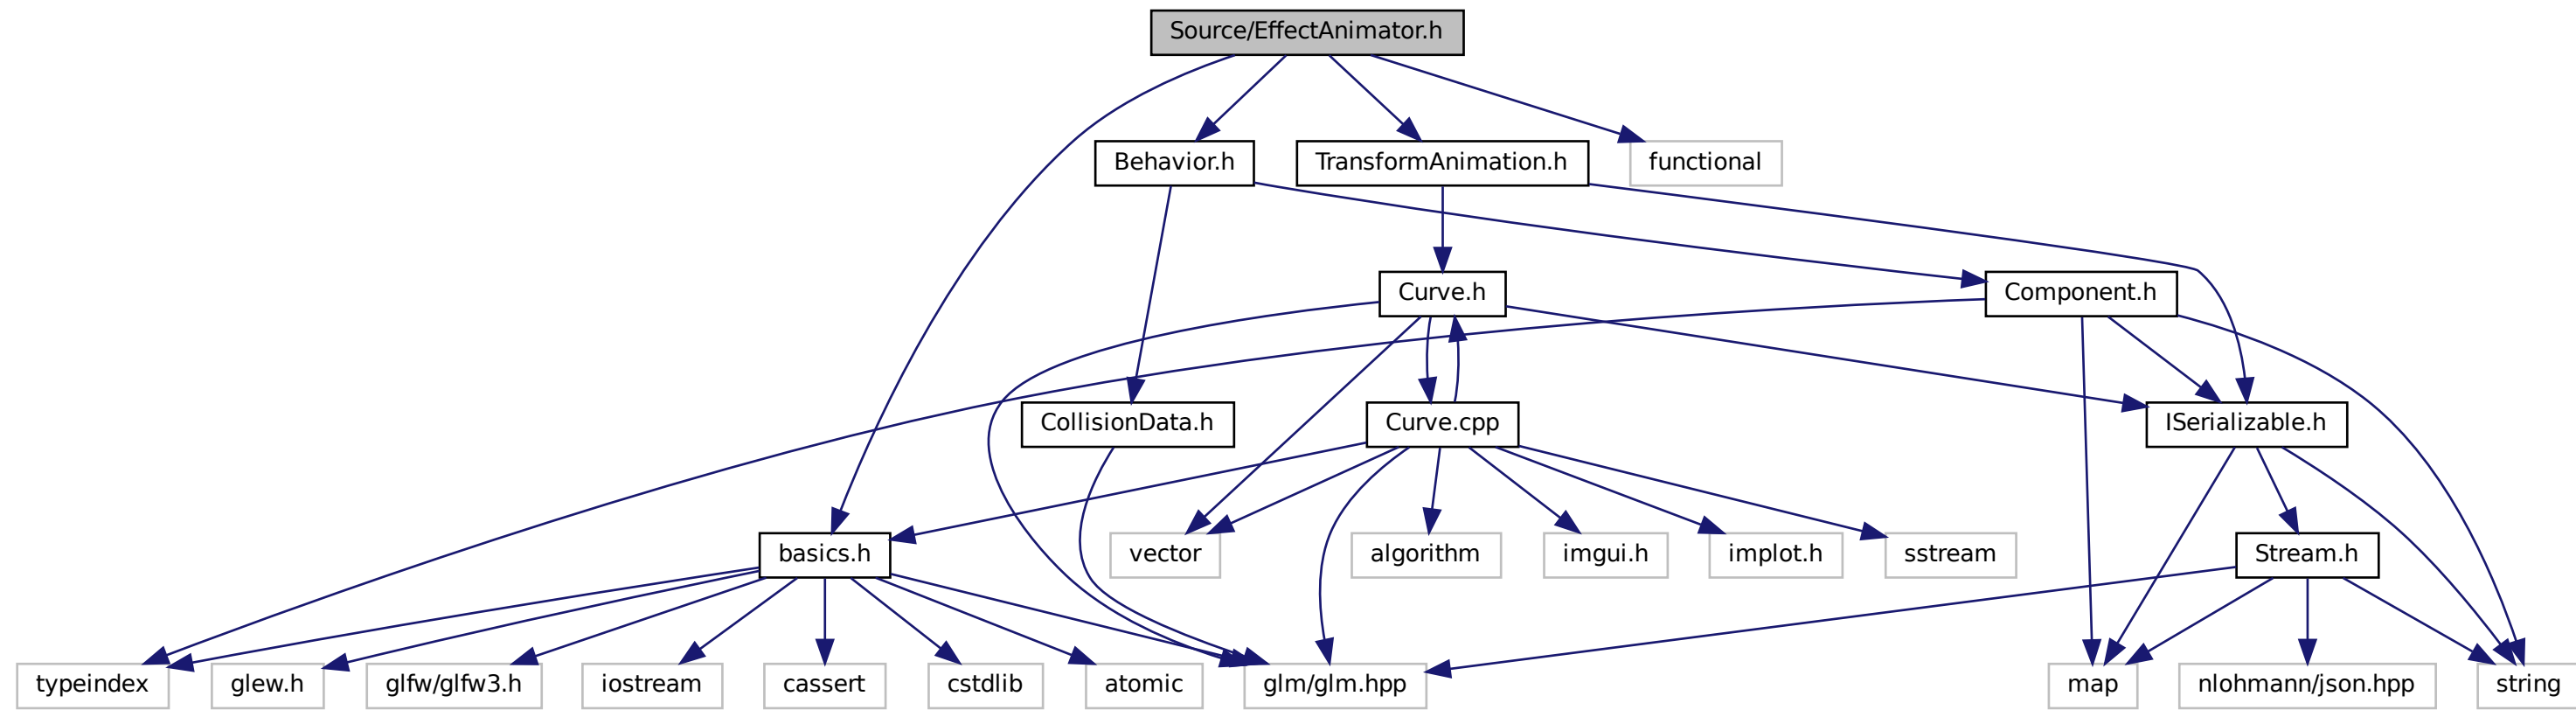 Source/EffectAnimator.h
Behavior.h
TransformAnimation.h
functional
Curve.h
Component.h
CollisionData.h
Curve.cpp
ISerializable.h
basics.h
vector
algorithm
imgui.h
implot.h
sstream
Stream.h
typeindex
glew.h
glfw/glfw3.h
iostream
cassert
cstdlib
atomic
glm/glm.hpp
map
nlohmann/json.hpp
string